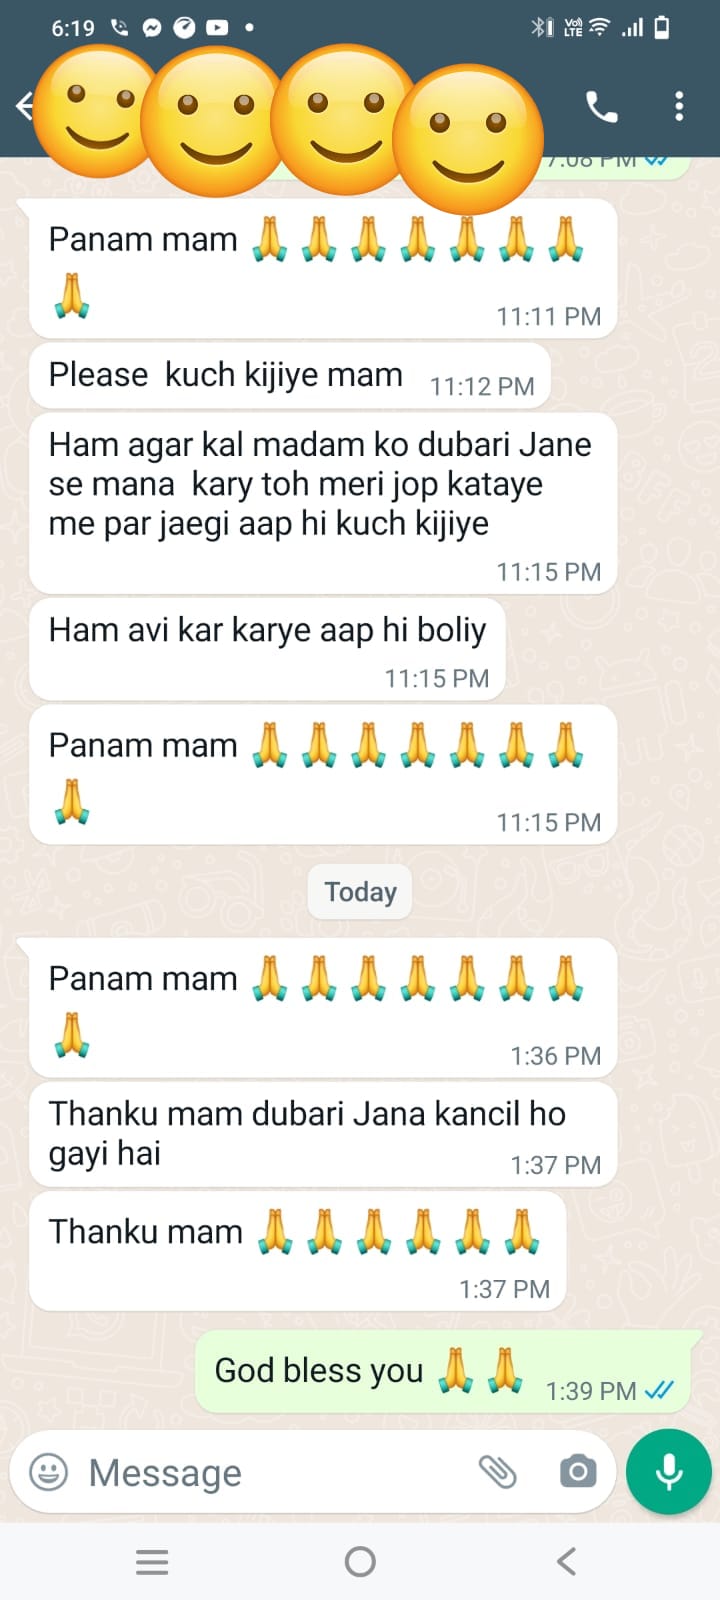 6:19
VoD LTE
7:08 PM
Panam mam 🙏🙏🙏🙏🙏🙏🙏
🙏
11:11 PM
Please kuch kijiye mam 11:12 PM
Ham agar kal madam ko dubari Jane
se mana kary toh meri jop kataye
me par jaegi aap hi kuch kijiye
11:15 PM
Ham avi kar karye aap hi boliy
11:15 PM
Panam mam 🙏🙏🙏🙏🙏🙏🙏
🙏
11:15 PM
Today
Panam mam 🙏🙏🙏🙏🙏🙏🙏
🙏
1:36 PM
Thanku mam dubari Jana kancil ho
gayi hai 1:37 PM
Thanku mam 🙏🙏🙏🙏🙏🙏
1:37 PM
God bless you 🙏🙏 1:39 PM
Message